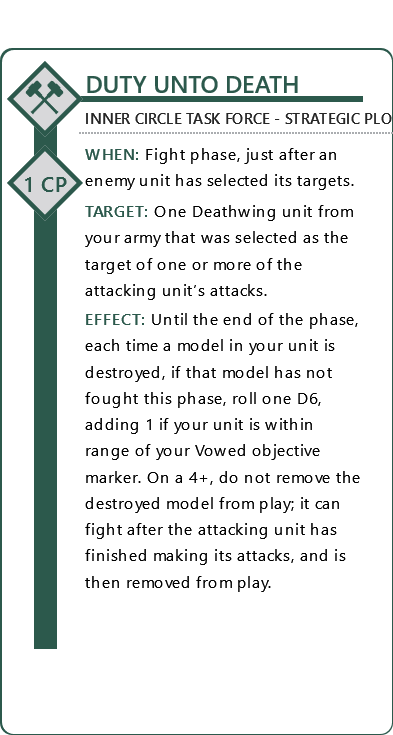 DUTY UNTO DEATH
INNER CIRCLE TASK FORCE - STRATEGIC PLO
1 CP
WHEN: Fight phase, just after an
enemy unit has selected its targets.
TARGET: One Deathwing unit from
your army that was selected as the
target of one or more of the
attacking unit's attacks.
EFFECT: Until the end of the phase,
each time a model in your unit is
destroyed, if that model has not
fought this phase, roll one D6,
adding 1 if your unit is within
range of your Vowed objective
marker. On a 4+, do not remove the
destroyed model from play; it can
fight after the attacking unit has
finished making its attacks, and is
then removed from play.